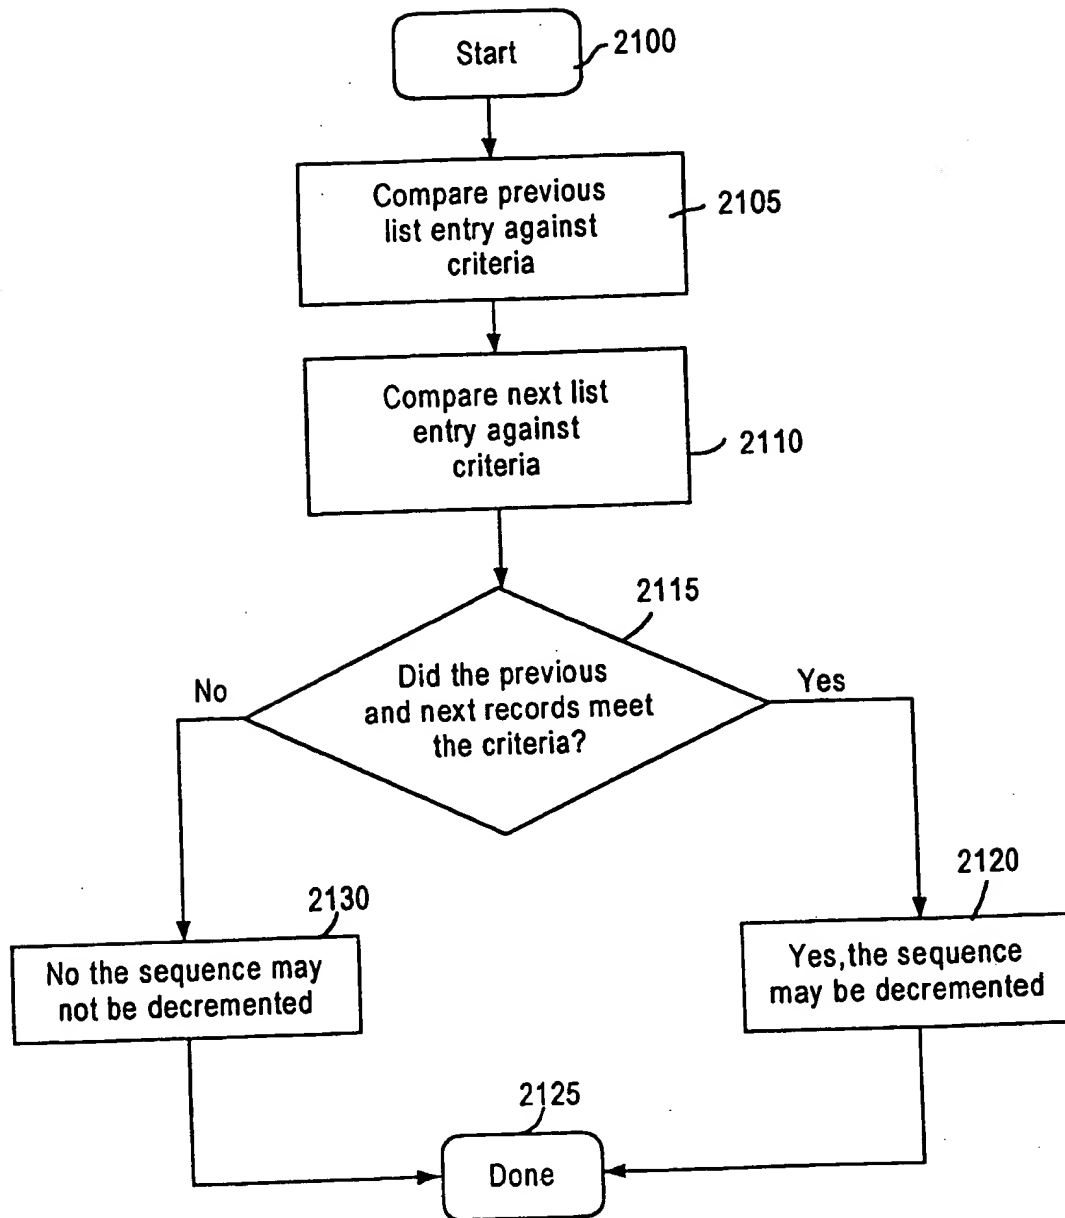 Start
2100
Compare previous
list entry against
criteria
2105
Compare next list
entry against
criteria
2110
2115
Did the previous
and next records meet
the criteria?
No
Yes
2130
No the sequence may
not be decremented
2120
Yes,the sequence
may be decremented
2125
Done